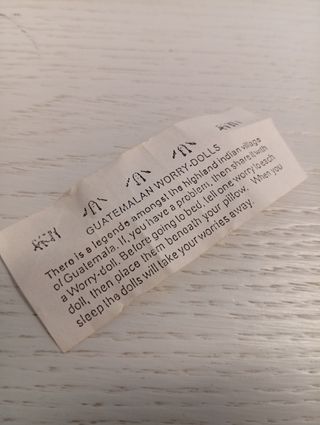 GUATEMALAN WORRY-DOLLS
There is a legende amongst the highland indian village
of Guatemala. If, you have a problem, then share it with
a Worry-doll. Before going to bed, tell one worry to each
doll, then place them beneath your pillow. When you
sleep the dolls will take your worries away.